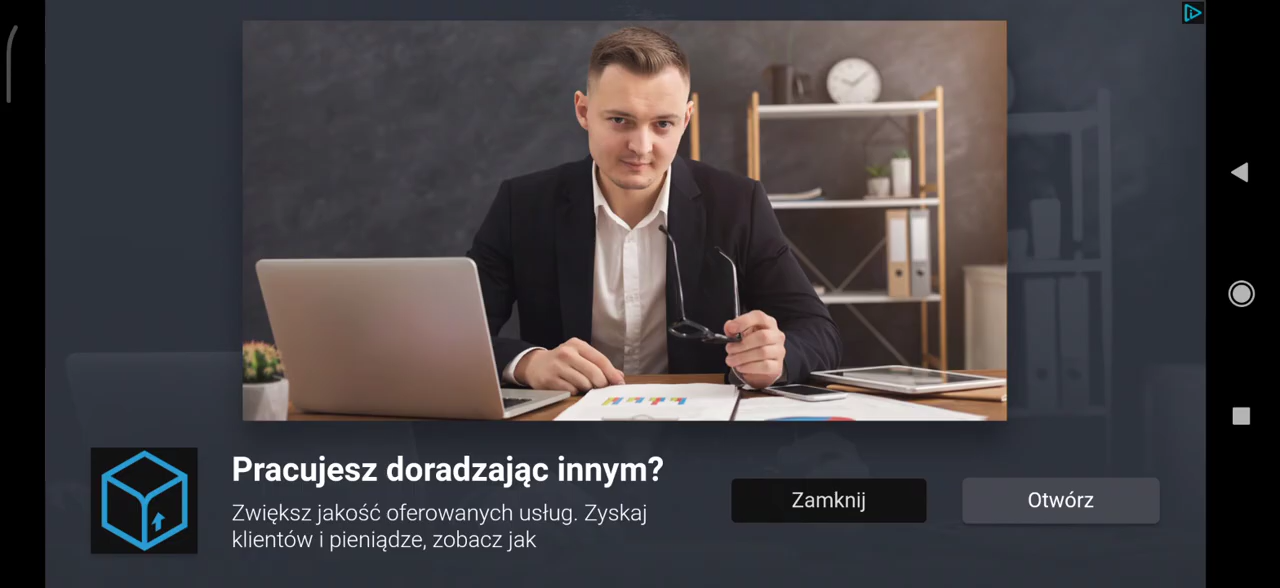 Pracujesz doradzając innym?
Zwiększ jakość oferowanych usług. Zyskaj
klientów i pieniądze, zobacz jak
Zamknij
Otwórz